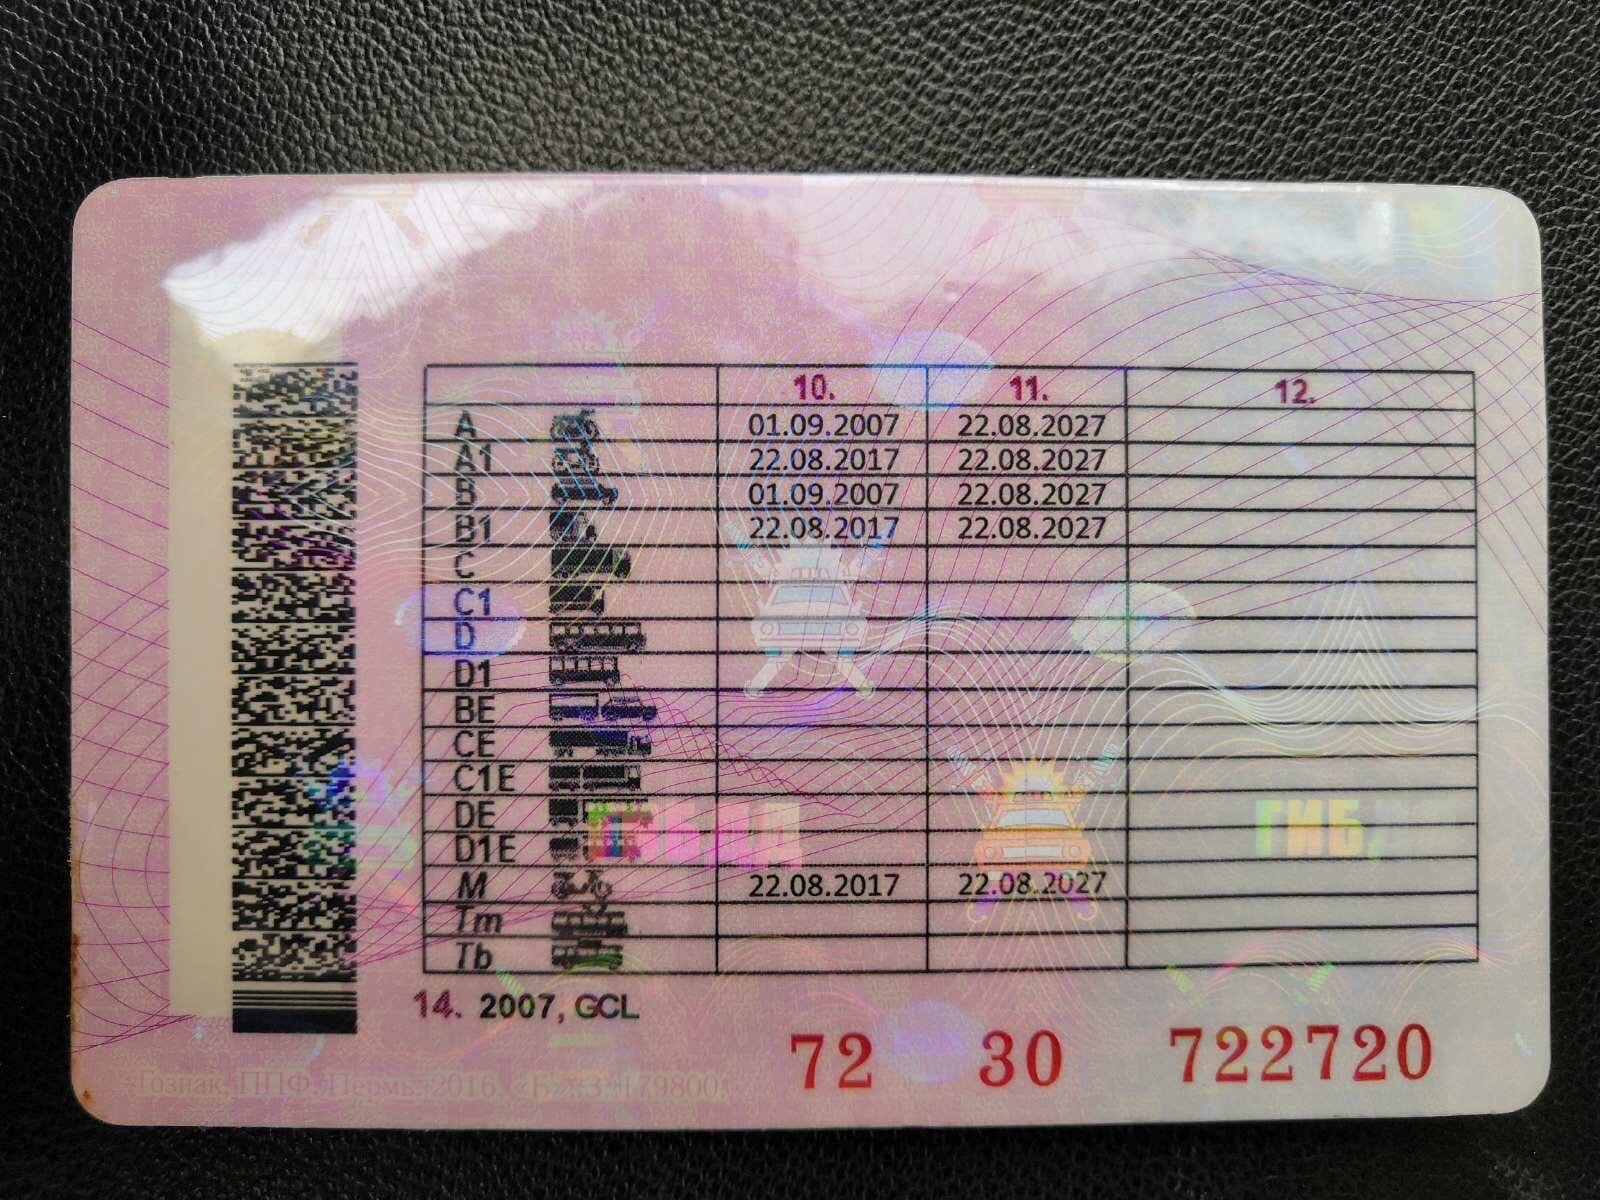 10. 11. 12.
A 01.09.2007 22.08.2027
A1 22.08.2017 22.08.2027
B 01.09.2007 22.08.2027
B1 22.08.2017 22.08.2027
C
C1
D
D1
BE
CE
C1E
DE
D1E
M 22.08.2017 22.08.2027
Tm
Tb
ГИБДД
ГИБ
14. 2007, GCL
72 30 722720
Гознак, ППФ, Пермь, 2016, «Б». З 179800.